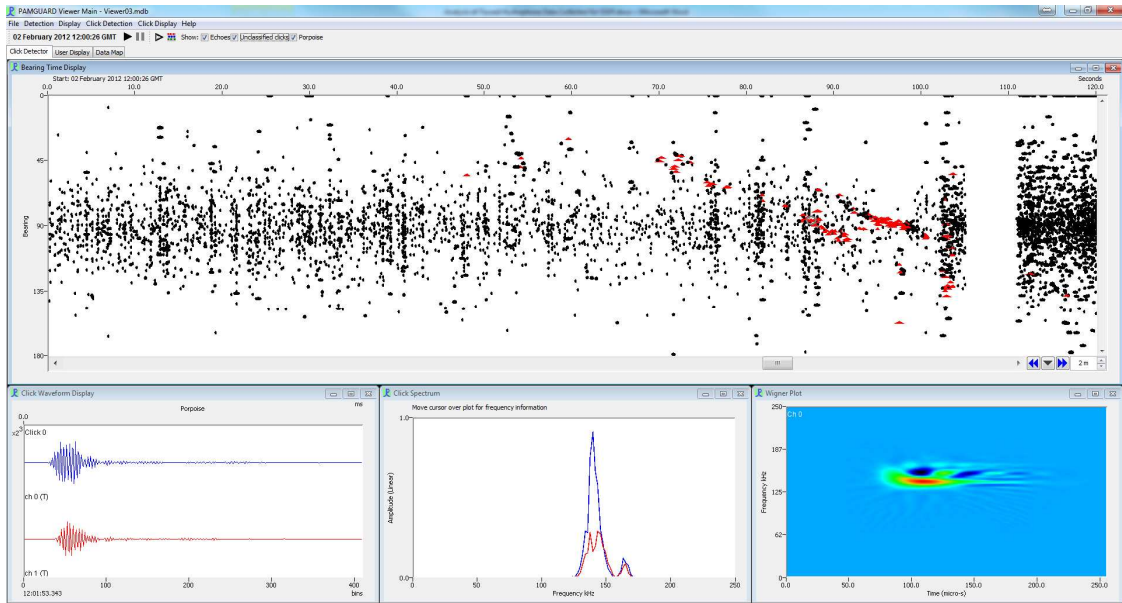 PAMGUARD Viewer Main - Viewer03.mdb
File Detection Display Click Detection Click Display Help
02 February 2012 12:00:26 GMT Show: Echoes Unclassified clicks Porpoise
Click Detector User Display Data Map
Bearing Time Display
Start: 02 February 2012 12:00:26 GMT Seconds
0.0 10.0 20.0 30.0 40.0 50.0 60.0 70.0 80.0 90.0 100.0 110.0 120.0
0
45
Bearing
90
135
180
2 m
Click Waveform Display
Porpoise ms
0.0
Click 0
ch 0 (T)
ch 1 (T)
0 100 200 300 400
12:01:53.343 bins
Click Spectrum
Move cursor over plot for frequency information
1.0
Amplitude (Linear)
0.0
0 50 100 150 200 250
Frequency kHz
Wigner Plot
Ch 0
250
187
Frequency kHz
125
62
0
0.0 50.0 100.0 150.0 200.0 250.0
Time (micro-s)